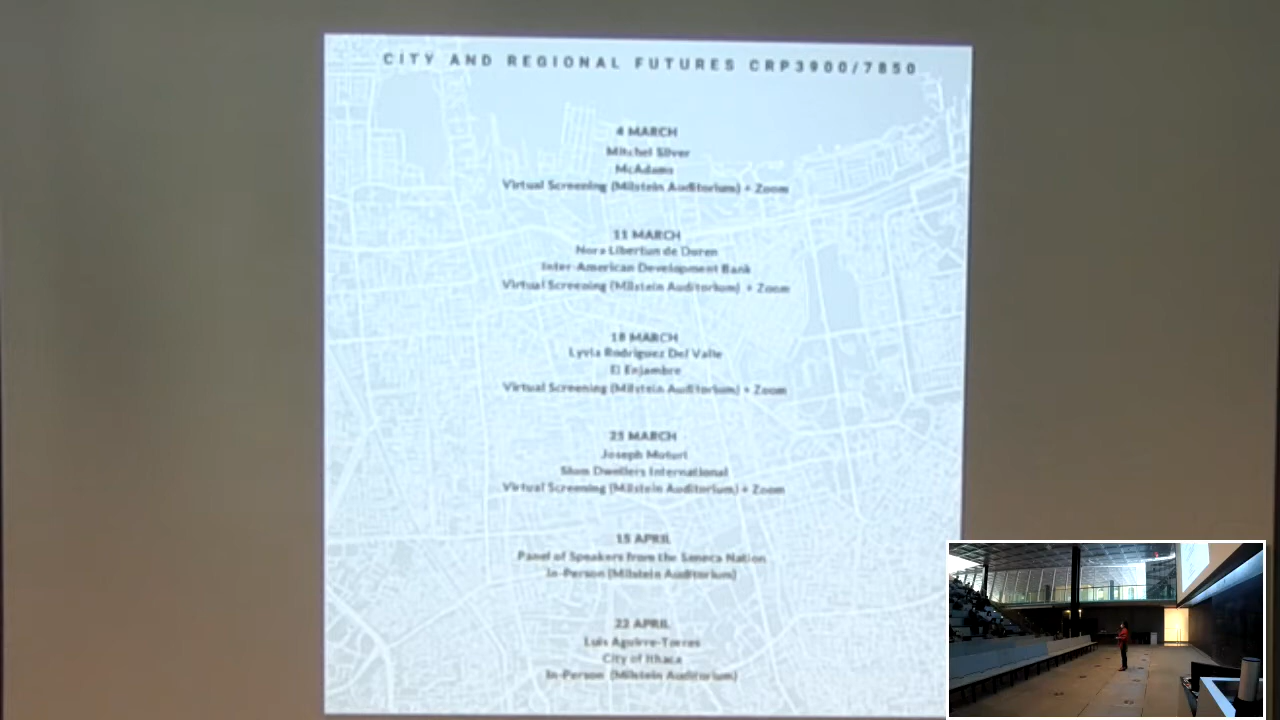 CITY AND REGIONAL FUTURES CRP3900/7850
4 MARCH
Mitchel Silver
McAdams
Virtual Screening (Milstein Auditorium) + Zoom
11 MARCH
Nora Libertun de Duren
Inter-American Development Bank
Virtual Screening (Milstein Auditorium) + Zoom
18 MARCH
Lyvia Rodriguez Del Valle
El Enjambre
Virtual Screening (Milstein Auditorium) + Zoom
25 MARCH
Joseph Muturi
Slum Dwellers International
Virtual Screening (Milstein Auditorium) + Zoom
15 APRIL
Panel of Speakers from the Seneca Nation
In-Person (Milstein Auditorium)
22 APRIL
Luis Aguirre-Torres
City of Ithaca
In-Person (Milstein Auditorium)